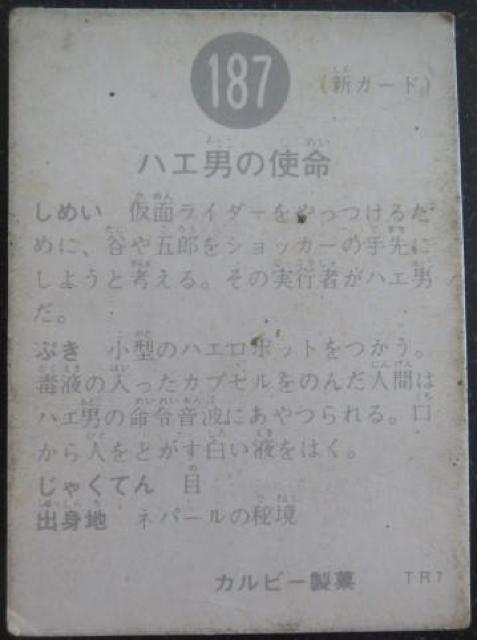 187
(新カード)
ハエ男の使命
しめい 仮面ライダーをやっつけるた
めに、谷や五郎をショッカーの手先に
しようと考える。その実行者がハエ男
だ。
ぶき 小型のハエロボットをつかう。
毒液の入ったカプセルをのんだ人間は
ハエ男の命令音波にあやつられる。口
から人をとがす白い液をはく。
じゃくてん 目
出身地 ネパールの秘境
カルビー製菓 TR7